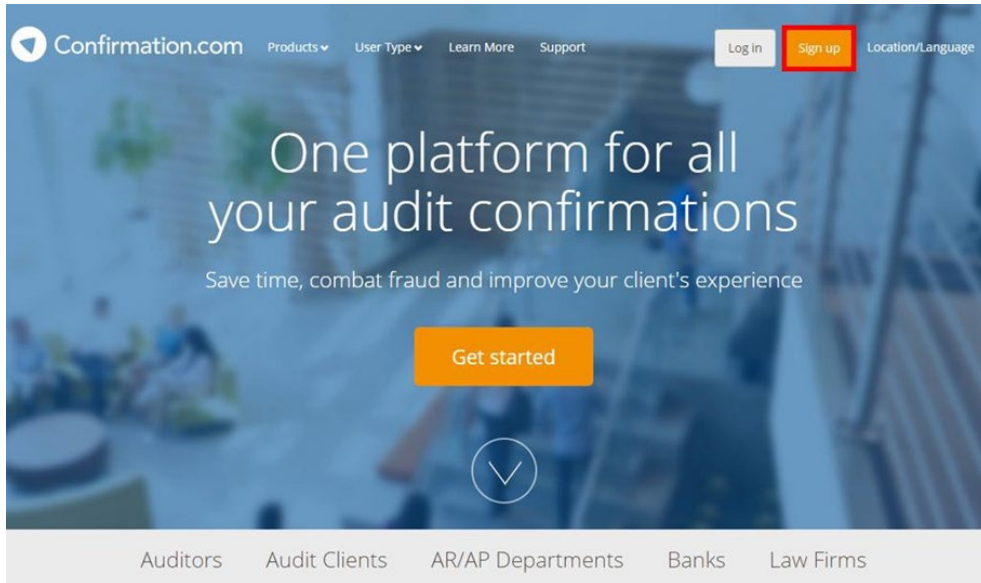 Confirmation.com Products User Type Learn More Support Log in Sign up Location/Language
One platform for all
your audit confirmations
Save time, combat fraud and improve your client's experience
Get started
Auditors Audit Clients AR/AP Departments Banks Law Firms